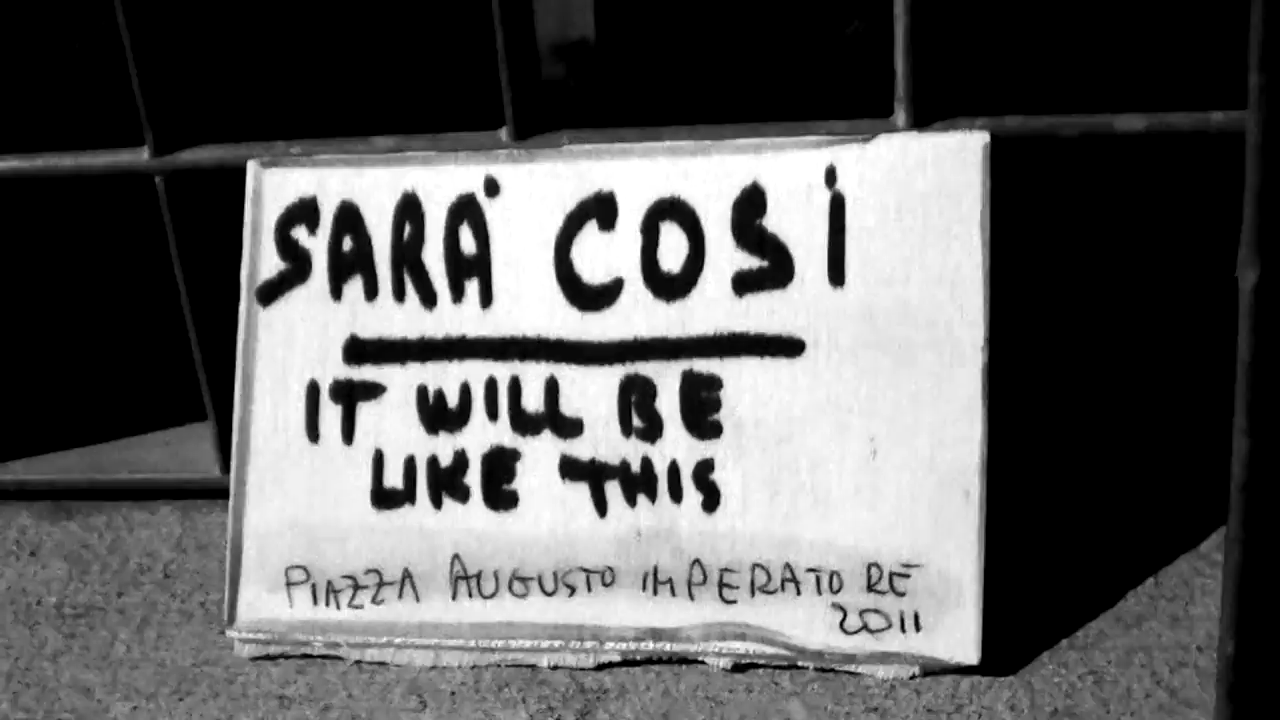 SARÀ COSÌ
IT WILL BE
LIKE THIS
PIAZZA AUGUSTO IMPERATORE
2011